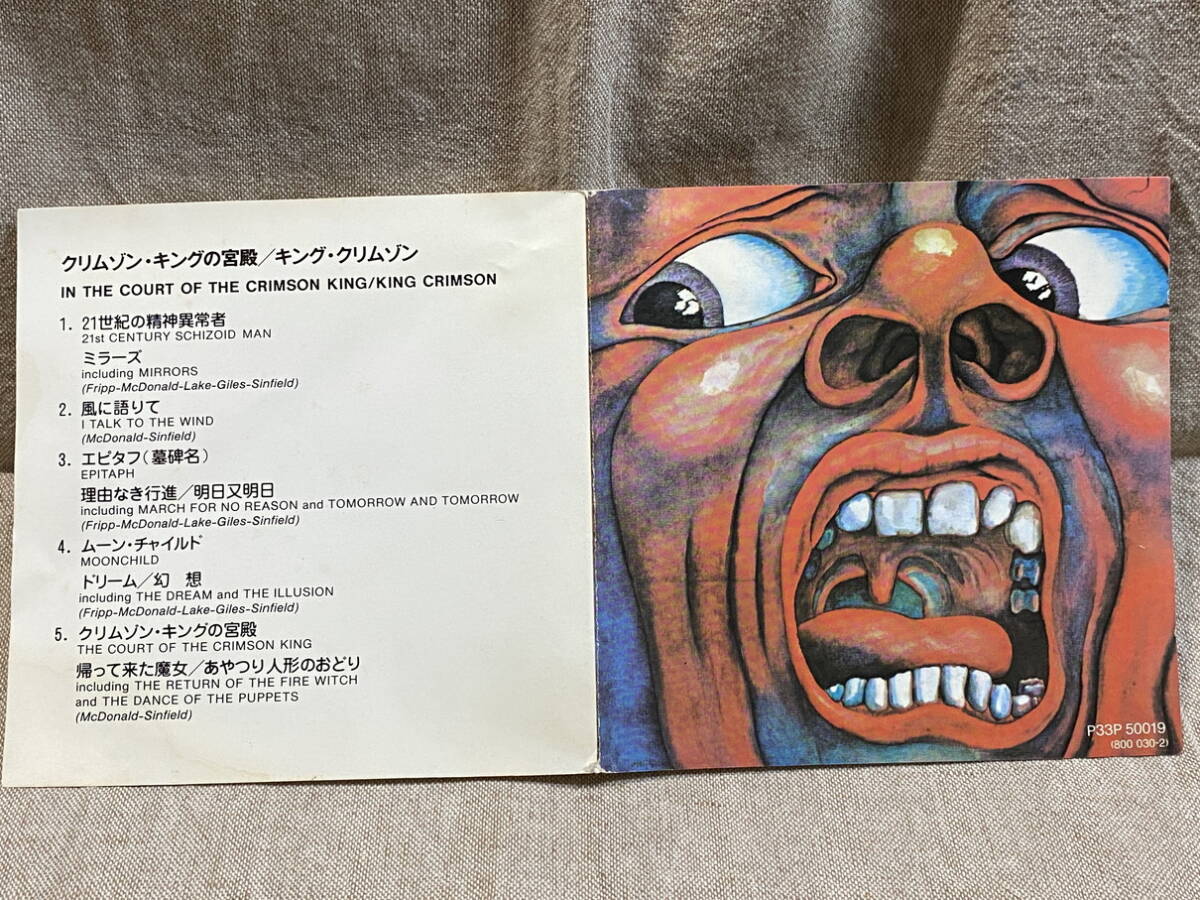 クリムゾン・キングの宮殿／キング・クリムゾン
IN THE COURT OF THE CRIMSON KING/KING CRIMSON
1. 21世紀の精神異常者
21st CENTURY SCHIZOID MAN
ミラーズ
including MIRRORS
(Fripp-McDonald-Lake-Giles-Sinfield)
2. 風に語りて
I TALK TO THE WIND
(McDonald-Sinfield)
3. エピタフ（墓碑名）
EPITAPH
理由なき行進／明日又明日
including MARCH FOR NO REASON and TOMORROW AND TOMORROW
(Fripp-McDonald-Lake-Giles-Sinfield)
4. ムーン・チャイルド
MOONCHILD
ドリーム／幻　想
including THE DREAM and THE ILLUSION
(Fripp-McDonald-Lake-Giles-Sinfield)
5. クリムゾン・キングの宮殿
THE COURT OF THE CRIMSON KING
帰って来た魔女／あやつり人形のおどり
including THE RETURN OF THE FIRE WITCH
and THE DANCE OF THE PUPPETS
(McDonald-Sinfield)
P33P 50019
(800 030-2)